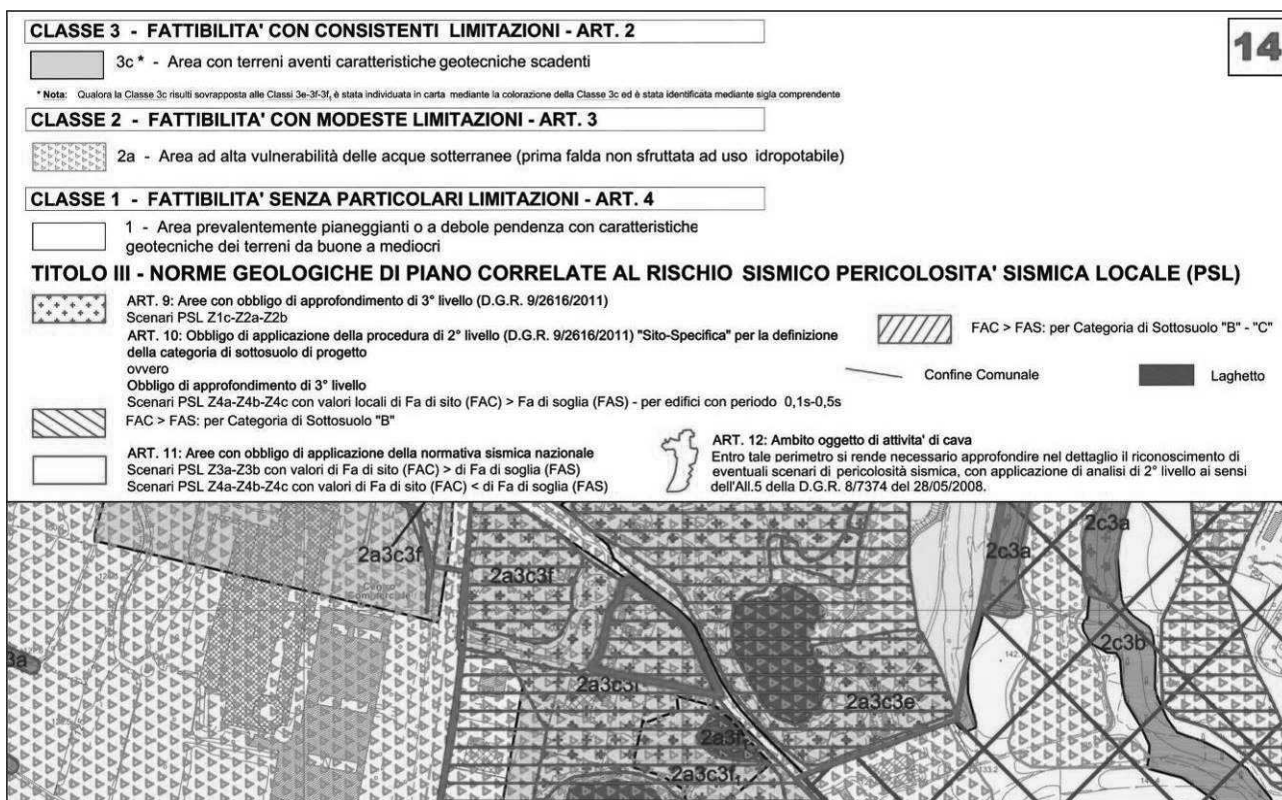 CLASSE 3 - FATTIBILITA' CON CONSISTENTI LIMITAZIONI - ART. 2
14
3c * - Area con terreni aventi caratteristiche geotecniche scadenti
* Nota: Qualora la Classe 3c risulti sovrapposta alle Classi 3e-3f-3f, è stata individuata in carta mediante la colorazione della Classe 3c ed è stata identificata mediante sigla comprendente
CLASSE 2 - FATTIBILITA' CON MODESTE LIMITAZIONI - ART. 3
2a - Area ad alta vulnerabilità delle acque sotterranee (prima falda non sfruttata ad uso idropotabile)
CLASSE 1 - FATTIBILITA' SENZA PARTICOLARI LIMITAZIONI - ART. 4
1 - Area prevalentemente pianeggianti o a debole pendenza con caratteristiche
geotecniche dei terreni da buone a mediocri
TITOLO III - NORME GEOLOGICHE DI PIANO CORRELATE AL RISCHIO SISMICO PERICOLOSITA' SISMICA LOCALE (PSL)
ART. 9: Aree con obbligo di approfondimento di 3° livello (D.G.R. 9/2616/2011)
Scenari PSL Z1c-Z2a-Z2b
ART. 10: Obbligo di applicazione della procedura di 2° livello (D.G.R. 9/2616/2011) "Sito-Specifica" per la definizione
della categoria di sottosuolo di progetto
ovvero
Obbligo di approfondimento di 3° livello
Scenari PSL Z4a-Z4b-Z4c con valori locali di Fa di sito (FAC) > Fa di soglia (FAS) - per edifici con periodo 0,1s-0,5s
FAC > FAS: per Categoria di Sottosuolo "B"
FAC > FAS: per Categoria di Sottosuolo "B" - "C"
Confine Comunale
Laghetto
ART. 11: Aree con obbligo di applicazione della normativa sismica nazionale
Scenari PSL Z3a-Z3b con valori di Fa di sito (FAC) > di Fa di soglia (FAS)
Scenari PSL Z4a-Z4b-Z4c con valori di Fa di sito (FAC) < di Fa di soglia (FAS)
ART. 12: Ambito oggetto di attivita' di cava
Entro tale perimetro si rende necessario approfondire nel dettaglio il riconoscimento di
eventuali scenari di pericolosità sismica, con applicazione di analisi di 2° livello ai sensi
dell'All.5 della D.G.R. 8/7374 del 28/05/2008.
2a3c3f
2a3c3f
2c3a
2c3a
Centro
Commerciale
2c3b
3a
2a3c3f
2a3c3e
2a3f
2a3c3f